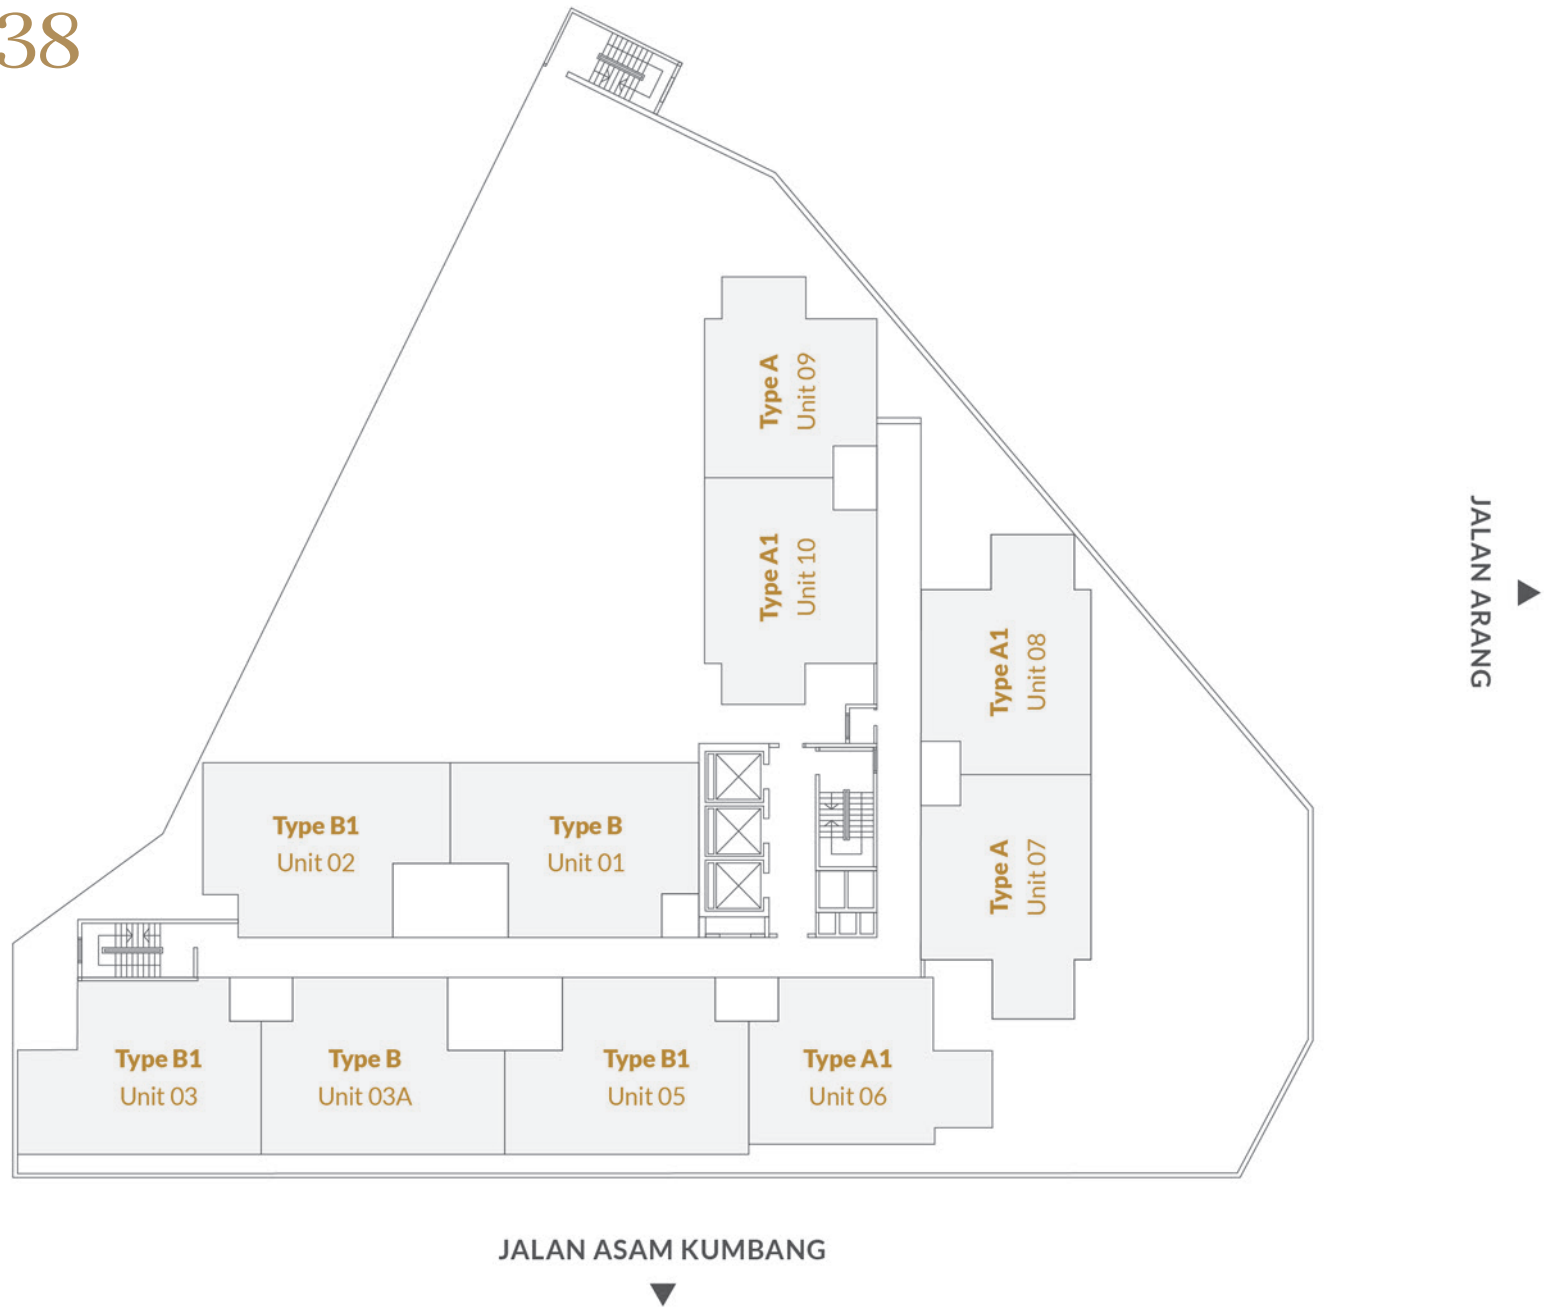 38
Type A
Unit 09
Type A1
Unit 10
JALAN ARANG
Type A1
Unit 08
Type B1
Unit 02
Type B
Unit 01
Type A
Unit 07
Type B1
Unit 03
Type B
Unit 03A
Type B1
Unit 05
Type A1
Unit 06
JALAN ASAM KUMBANG